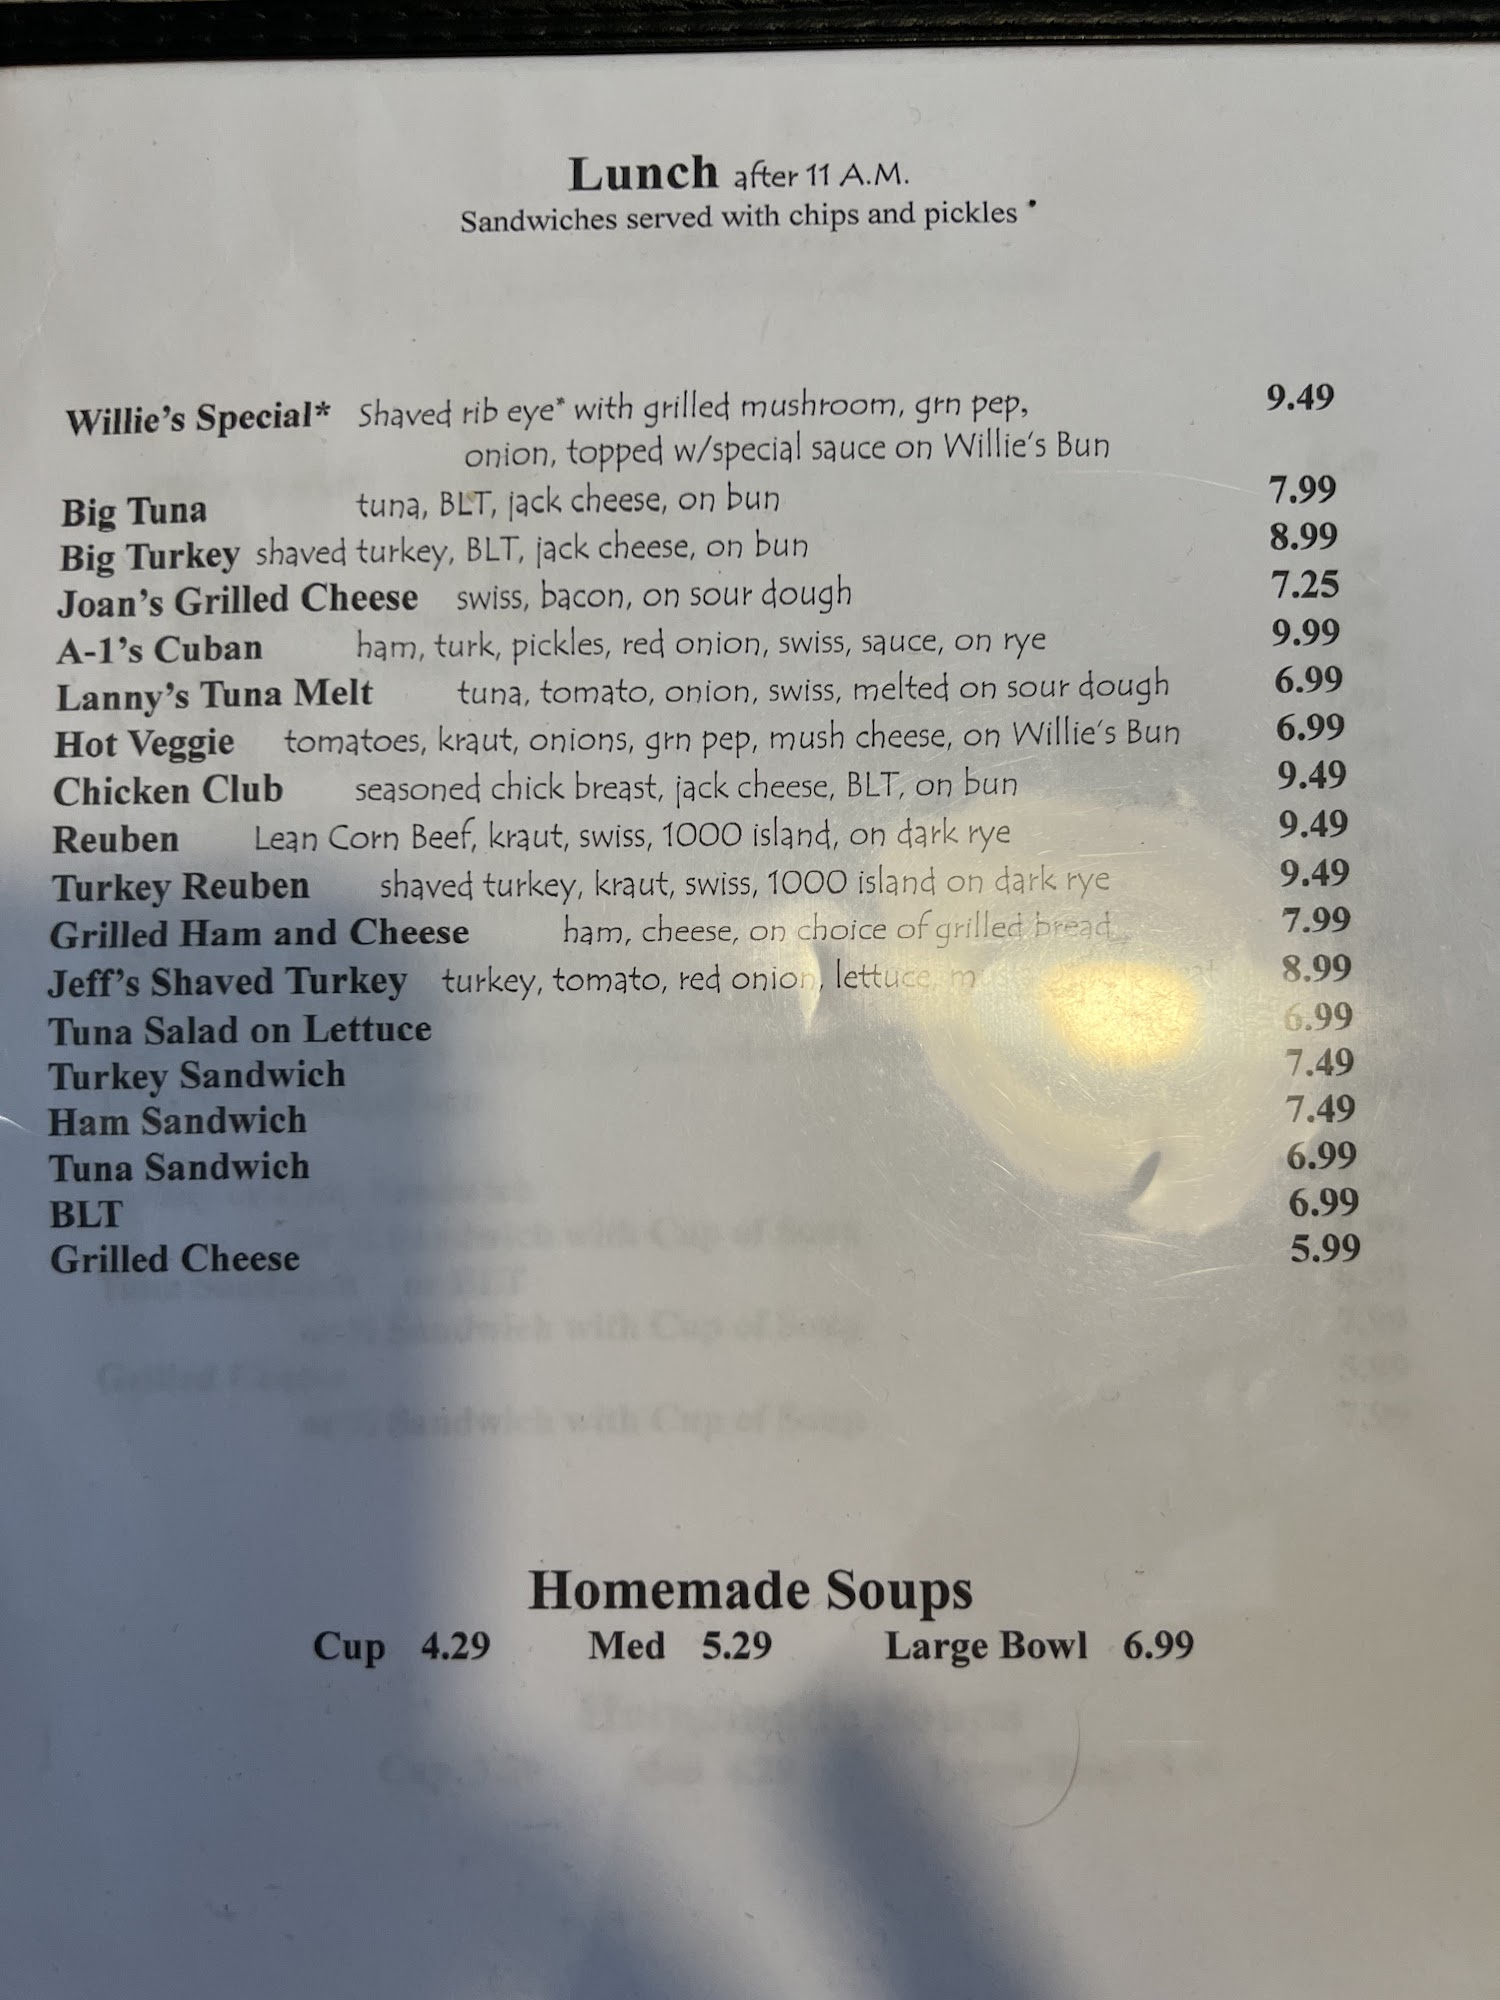 Lunch after 11 A.M.
Sandwiches served with chips and pickles
Willie's Special* Shaved rib eye* with grilled mushroom, grn pep, 9.49
onion, topped w/special sauce on Willie's Bun
Big Tuna tuna, BLT, jack cheese, on bun 7.99
Big Turkey shaved turkey, BLT, jack cheese, on bun 8.99
Joan's Grilled Cheese swiss, bacon, on sour dough 7.25
A-1's Cuban ham, turk, pickles, red onion, swiss, sauce, on rye 9.99
Lanny's Tuna Melt tuna, tomato, onion, swiss, melted on sour dough 6.99
Hot Veggie tomatoes, kraut, onions, grn pep, mush cheese, on Willie's Bun 6.99
Chicken Club seasoned chick breast, jack cheese, BLT, on bun 9.49
Reuben Lean Corn Beef, kraut, swiss, 1000 island, on dark rye 9.49
Turkey Reuben shaved turkey, kraut, swiss, 1000 island on dark rye 9.49
Grilled Ham and Cheese ham, cheese, on choice of grilled bread 7.99
Jeff's Shaved Turkey turkey, tomato, red onion, lettuce, 8.99
Tuna Salad on Lettuce 6.99
Turkey Sandwich 7.49
Ham Sandwich 7.49
Tuna Sandwich 6.99
BLT 6.99
Grilled Cheese 5.99
Homemade Soups
Cup 4.29 Med 5.29 Large Bowl 6.99